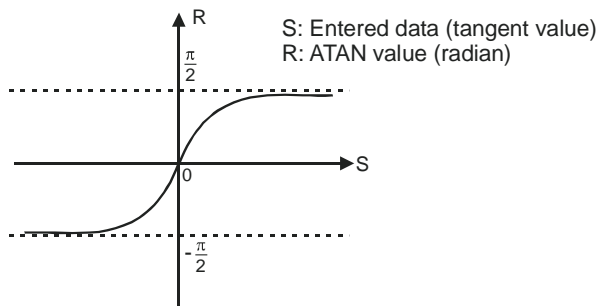 R
S: Entered data (tangent value)
R: ATAN value (radian)
π
2
S
0
- π
2